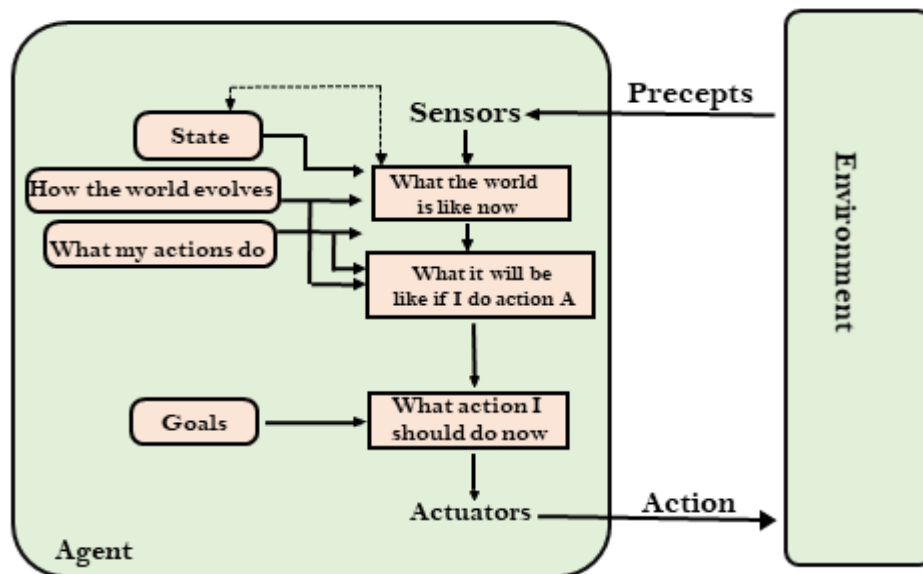 Precepts
Sensors
State
What the world
is like now
How the world evolves
What my actions do
What it will be
like if I do action A
Environment
Goals
What action I
should do now
Actuators
Action
Agent